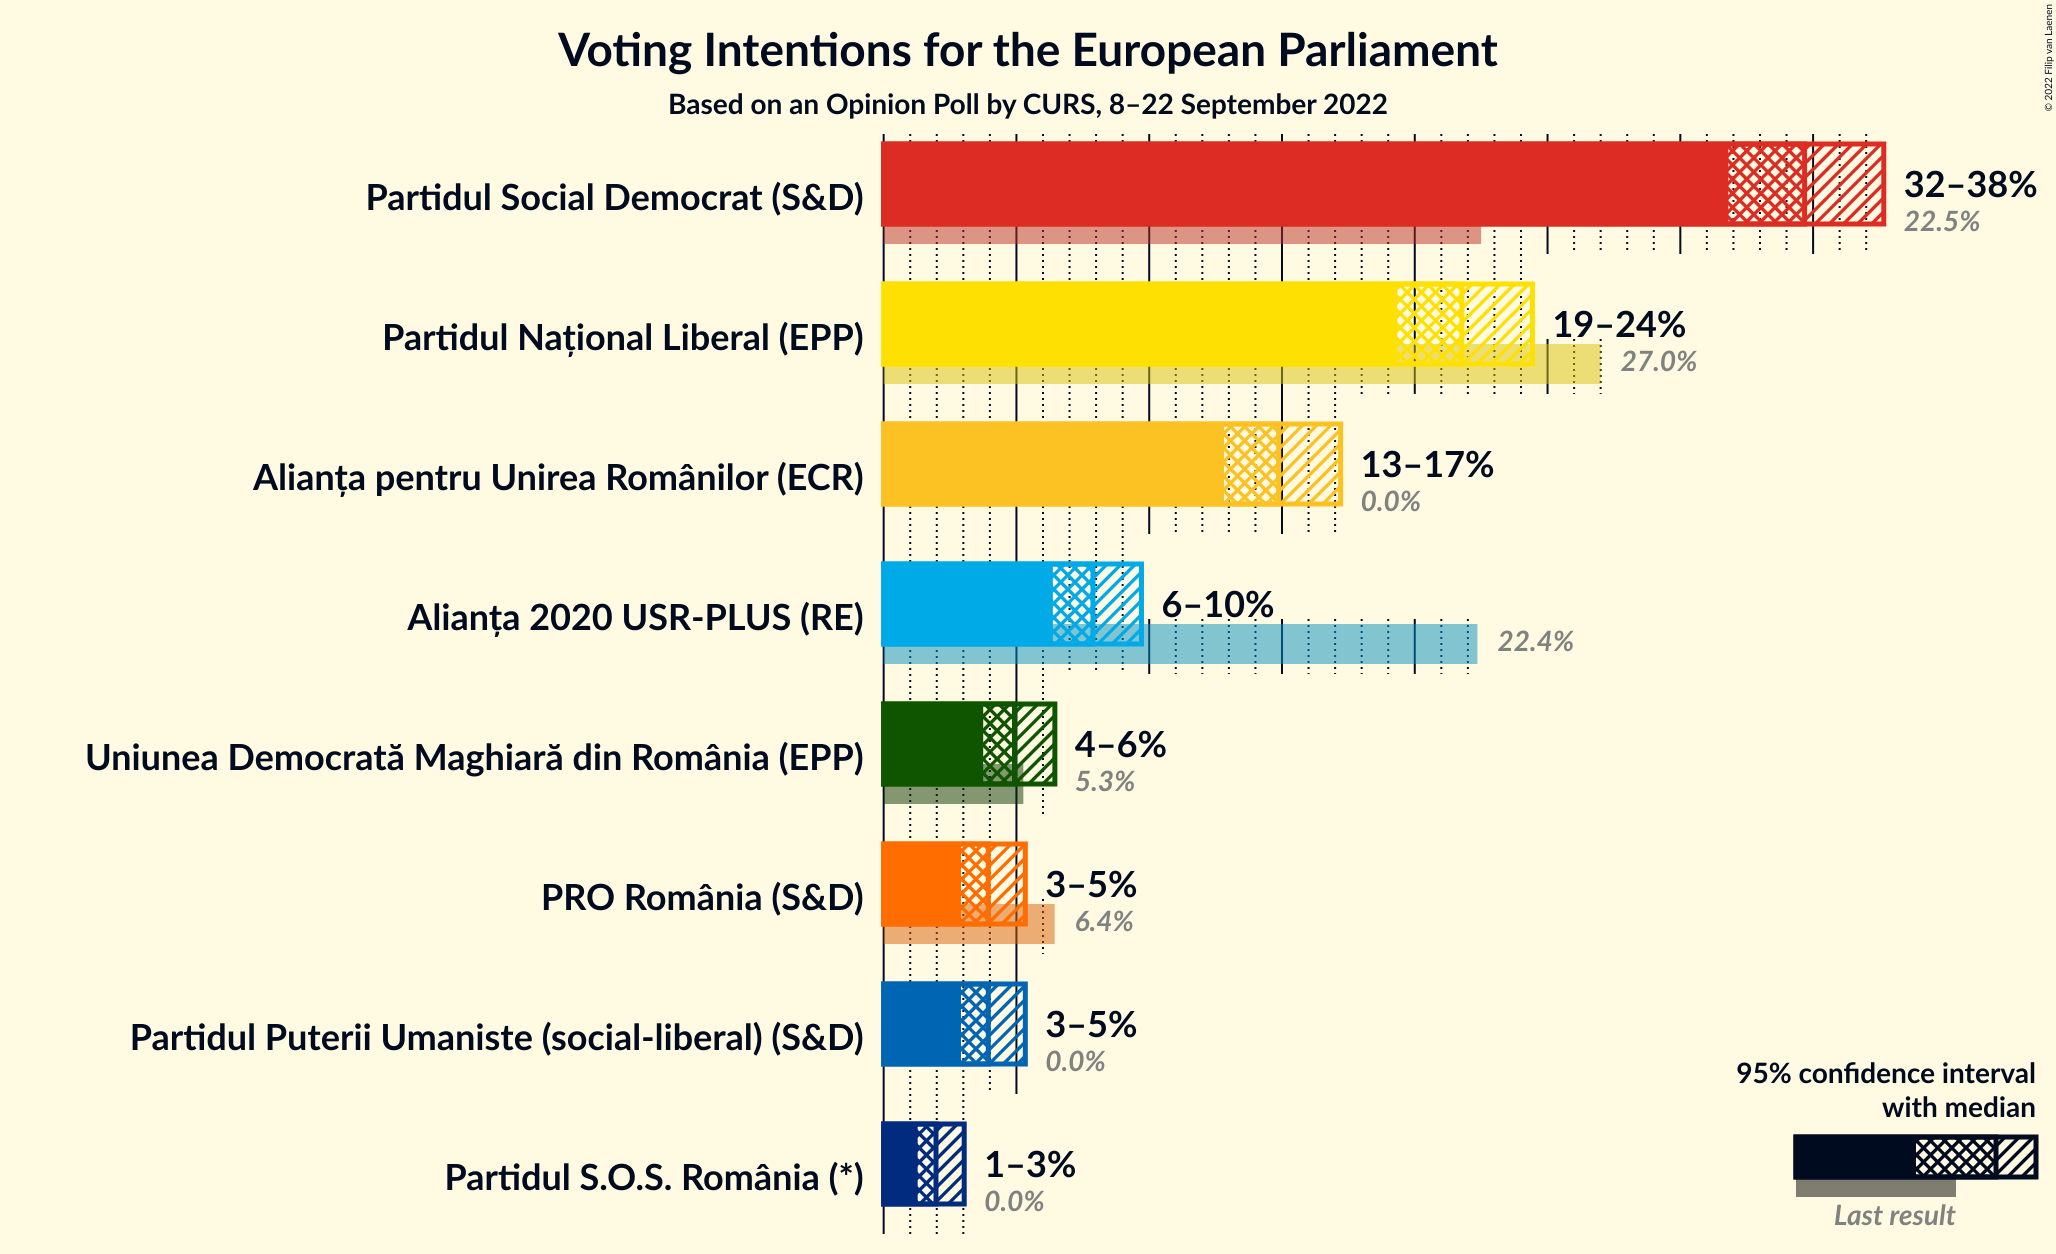 Voting Intentions for the European Parliament
Based on an Opinion Poll by CURS, 8–22 September 2022
© 2022 Filip van Laenen
Partidul Social Democrat (S&D)
32–38%
22.5%
Partidul Național Liberal (EPP)
19–24%
27.0%
Alianța pentru Unirea Românilor (ECR)
13–17%
0.0%
Alianța 2020 USR-PLUS (RE)
6–10%
22.4%
Uniunea Democrată Maghiară din România (EPP)
4–6%
5.3%
PRO România (S&D)
3–5%
6.4%
Partidul Puterii Umaniste (social-liberal) (S&D)
3–5%
0.0%
Partidul S.O.S. România (*)
1–3%
0.0%
95% confidence interval
with median
Last result